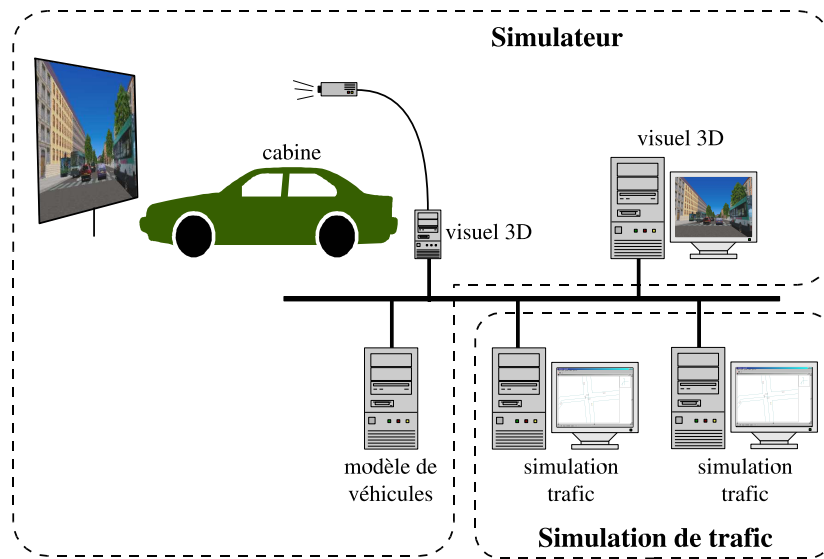 Simulateur
visuel 3D
cabine
visuel 3D
modèle de
véhicules
simulation
trafic
simulation
trafic
Simulation de trafic